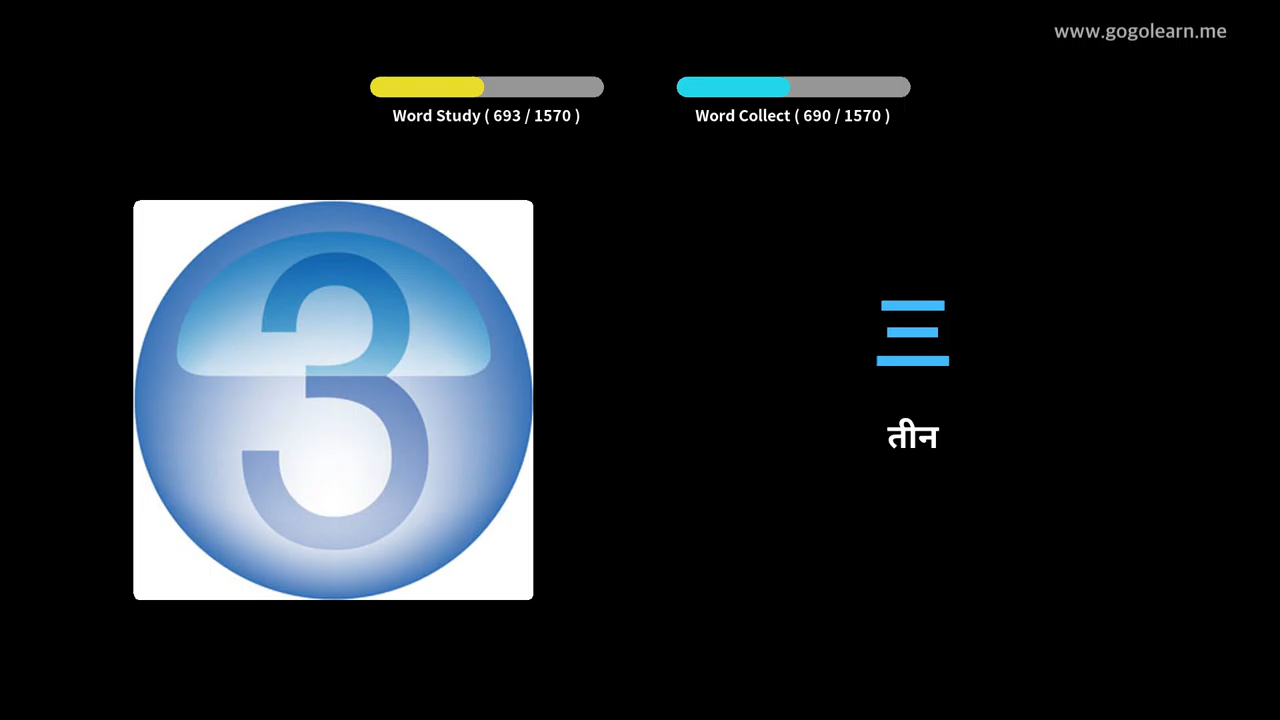 www.gogolearn.me
Word Study ( 693 / 1570 )
Word Collect ( 690 / 1570 )
3
三
तीन